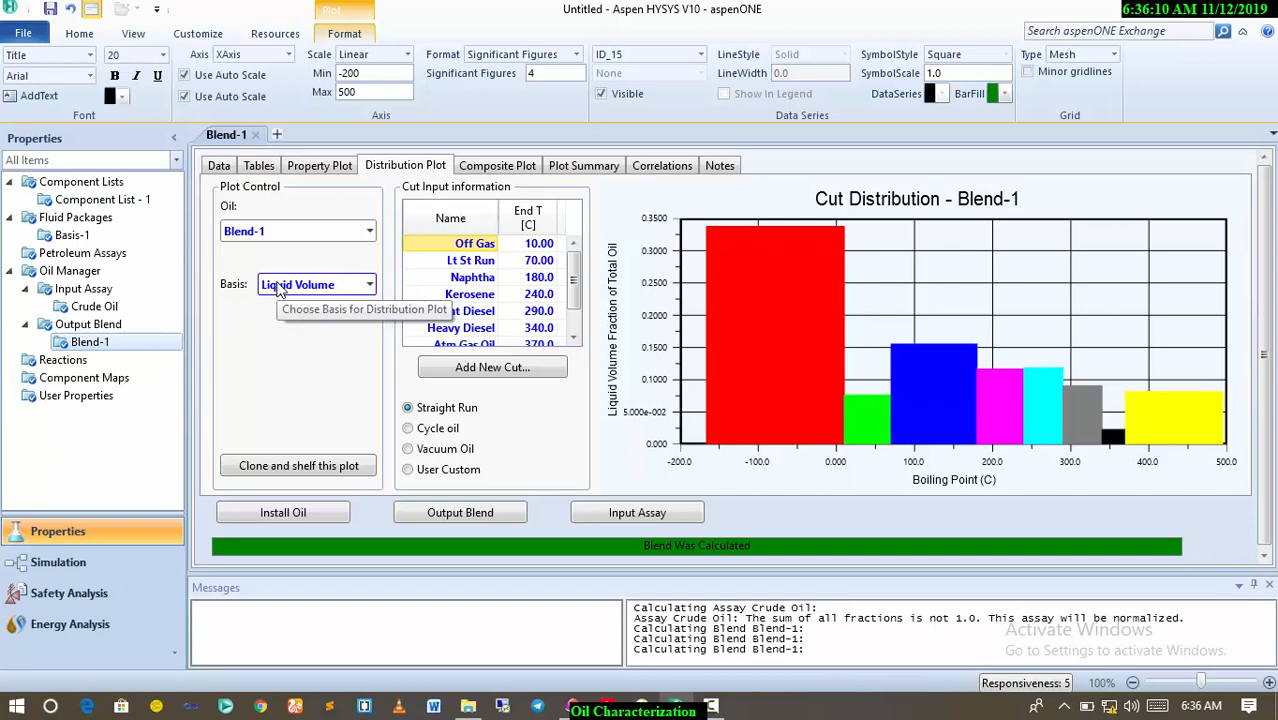 Plot
Untitled - Aspen HYSYS V10 - aspenONE
6:36:10 AM 11/12/2019
File
Home
View
Customize
Resources
Format
Search aspenONE Exchange
Title
20
Axis
XAxis
Scale
Linear
Format
Significant Figures
ID_15
LineStyle
Solid
SymbolStyle
Square
Type
Mesh
Arial
B I U
Use Auto Scale
Min
-200
Significant Figures
4
None
LineWidth
0.0
SymbolScale
1.0
Minor gridlines
AddText
Use Auto Scale
Max
500
Visible
Show In Legend
DataSeries
BarFill
Font
Axis
Data Series
Grid
Properties
All Items
Component Lists
Component List - 1
Fluid Packages
Basis-1
Petroleum Assays
Oil Manager
Input Assay
Crude Oil
Output Blend
Blend-1
Reactions
Component Maps
User Properties
Properties
Simulation
Safety Analysis
Energy Analysis
Blend-1
Data
Tables
Property Plot
Distribution Plot
Composite Plot
Plot Summary
Correlations
Notes
Plot Control
Oil:
Blend-1
Basis:
Liquid Volume
Choose Basis for Distribution Plot
Clone and shelf this plot
Cut Input information
Name
End T
[C]
Off Gas 10.00
Lt St Run 70.00
Naphtha 180.0
Kerosene 240.0
nt Diesel 290.0
Heavy Diesel 340.0
Atm Gas Oil 370.0
Add New Cut...
Straight Run
Cycle oil
Vacuum Oil
User Custom
Cut Distribution - Blend-1
Liquid Volume Fraction of Total Oil
0.3500
0.3000
0.2500
0.2000
0.1500
0.1000
5.000e-002
0.000
-200.0 -100.0 0.000 100.0 200.0 300.0 400.0 500.0
Boiling Point (C)
Install Oil
Output Blend
Input Assay
Blend Was Calculated
Messages
Calculating Assay Crude Oil:
Assay Crude Oil: The sum of all fractions is not 1.0. This assay will be normalized.
Calculating Blend Blend-1:
Calculating Blend Blend-1:
Calculating Blend Blend-1:
Activate Windows
Go to Settings to activate Windows.
Responsiveness: 5
100%
Oil Characterization
6:36 AM